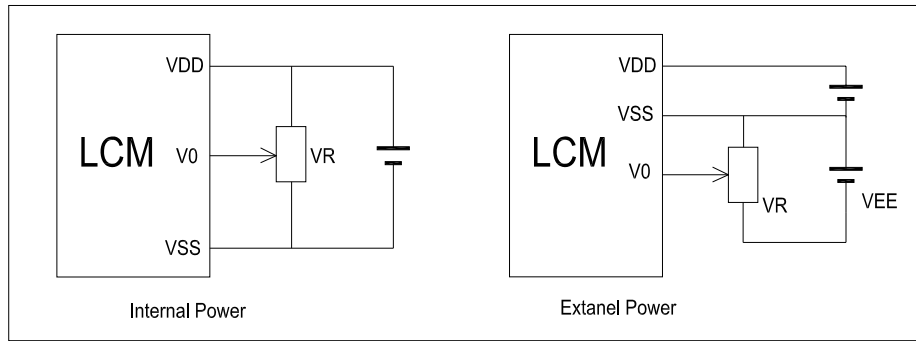 VDD
LCM
V0
VR
VSS
Internal Power
VDD
VSS
LCM
V0
VR
VEE
Extanel Power